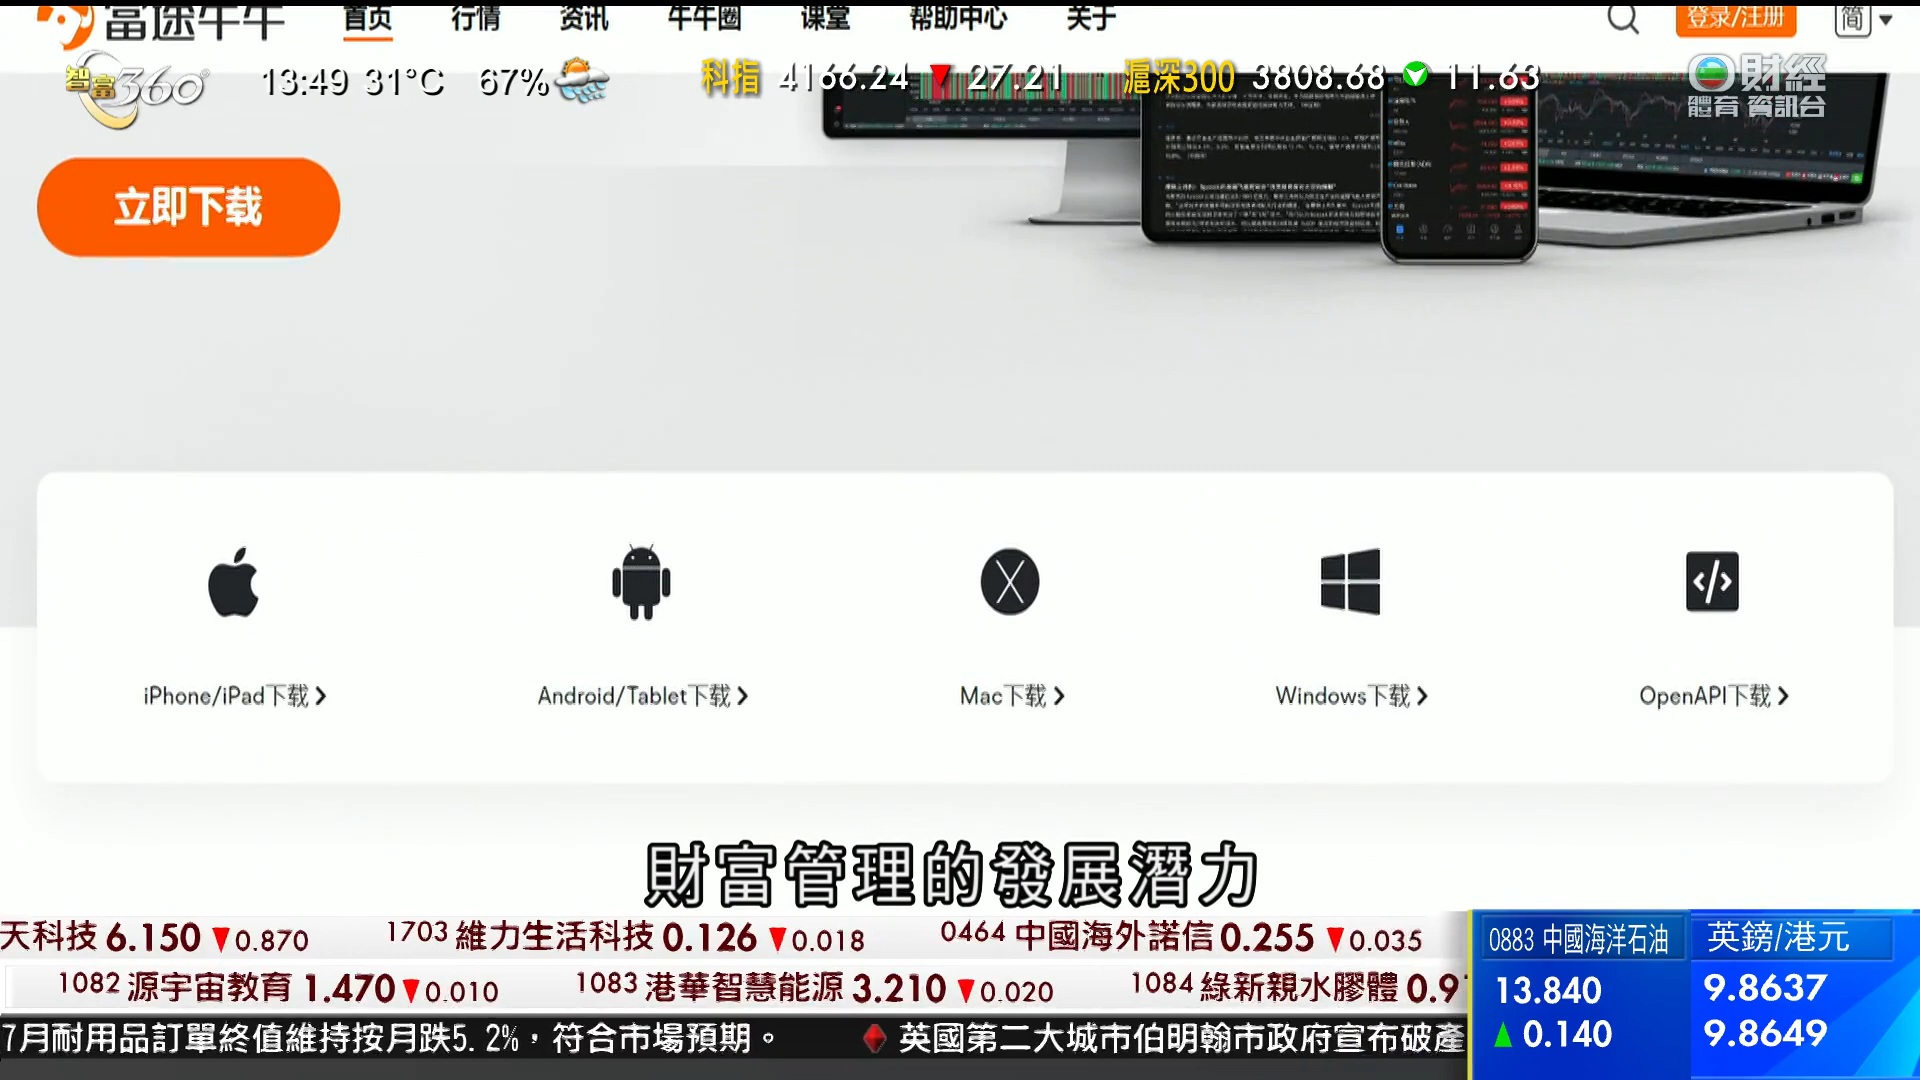 富途牛牛 首页 行情 资讯 牛牛圈 课堂 帮助中心 关于 登录/注册 简
智富360 13:49 31°C 67% 科指 4166.24 ▼ 27.21 滬深300 3808.68 11.63 財經
體育 資訊台
立即下载
iPhone/iPad下载 Android/Tablet下载 Mac下载 Windows下载 OpenAPI下载
財富管理的發展潛力
天科技 6.150 ▼0.870 1703 維力生活科技 0.126 ▼0.018 0464 中國海外諾信 0.255 ▼0.035
1082 源宇宙教育 1.470 ▼0.010 1083 港華智慧能源 3.210 ▼0.020 1084 綠新親水膠體
7月耐用品訂單終值維持按月跌5.2%，符合市場預期。 英國第二大城市伯明翰市政府宣布破產
0883 中國海洋石油
13.840
▲ 0.140
英鎊/港元
9.8637
9.8649